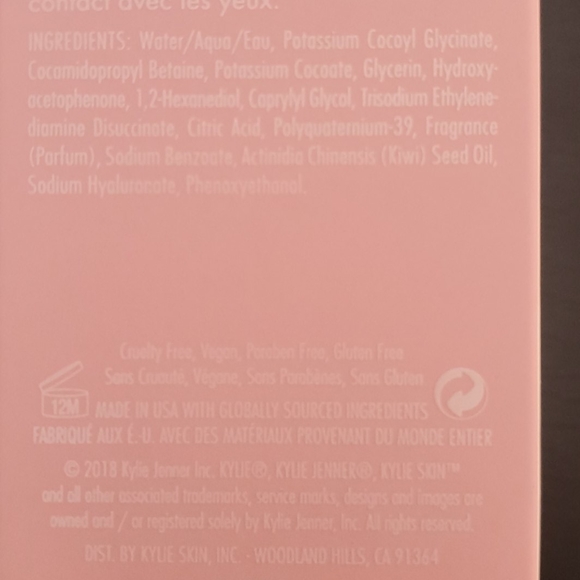 contact avec les yeux.
INGREDIENTS: Water/Aqua/Eau, Potassium Cocoyl Glycinate,
Cocamidopropyl Betaine, Potassium Cocoate, Glycerin, Hydroxy-
acetophenone, 1,2-Hexanediol, Caprylyl Glycol, Trisodium Ethylene-
diamine Disuccinate, Citric Acid, Polyquaternium-39, Fragrance
(Parfum), Sodium Benzoate, Actinidia Chinensis (Kiwi) Seed Oil,
Sodium Hyaluronate, Phenoxyethanol.
Cruelty Free, Vegan, Paraben Free, Gluten Free
Sans Cruauté, Végane, Sans Parabènes, Sans Gluten
12M
MADE IN USA WITH GLOBALLY SOURCED INGREDIENTS
FABRIQUÉ AUX É.-U. AVEC DES MATÉRIAUX PROVENANT DU MONDE ENTIER
© 2018 Kylie Jenner Inc. KYLIE®, KYLIE JENNER®, KYLIE SKIN™
and all other associated trademarks, service marks, designs and images are
owned and / or registered solely by Kylie Jenner, Inc. All rights reserved.
DIST. BY KYLIE SKIN, INC. - WOODLAND HILLS, CA 91364